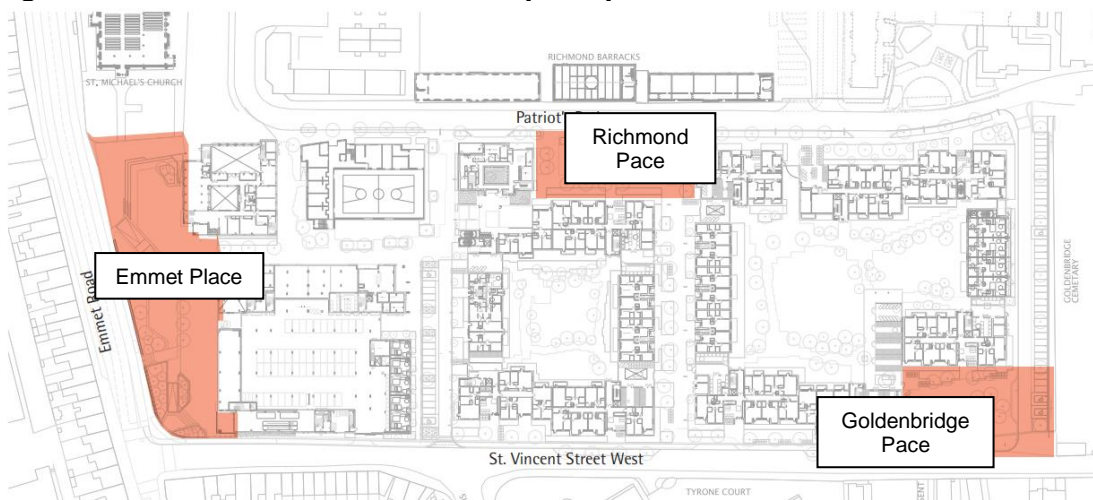 ST. MICHAEL'S CHURCH
RICHMOND BARRACKS
Richmond
Pace
Emmet Place
Emmet Road
GOLDENBRIDGE
CEMETARY
Goldenbridge
Pace
St. Vincent Street West
TYRONE COURT